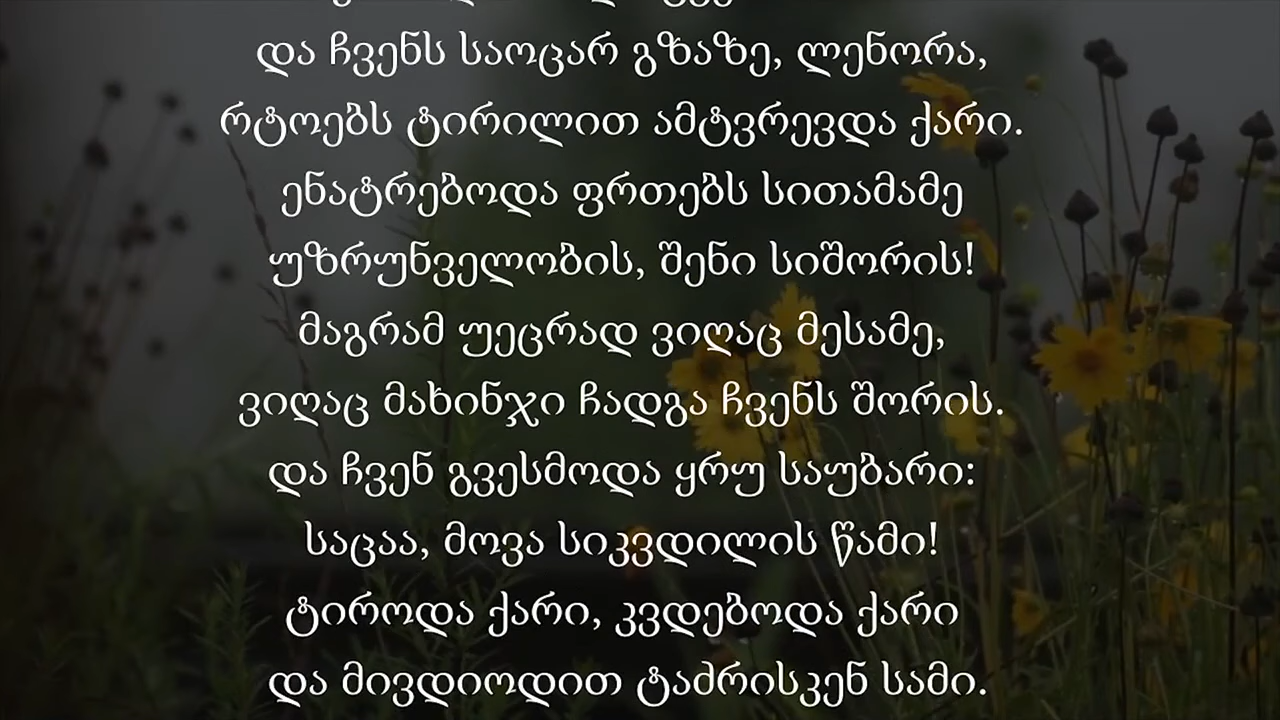 და ჩვენს საოცარ გზაზე, ლენორა,
რტოებს ტირილით ამტვრევდა ქარი.
ენატრებოდა ფრთებს სითამამე
უზრუნველობის, შენი სიშორის!
მაგრამ უეცრად ვიღაც მესამე,
ვიღაც მახინჯი ჩადგა ჩვენს შორის.
და ჩვენ გვესმოდა ყრუ საუბარი:
საცაა, მოვა სიკვდილის წამი!
ტიროდა ქარი, კვდებოდა ქარი
და მივდიოდით ტაძრისკენ სამი.